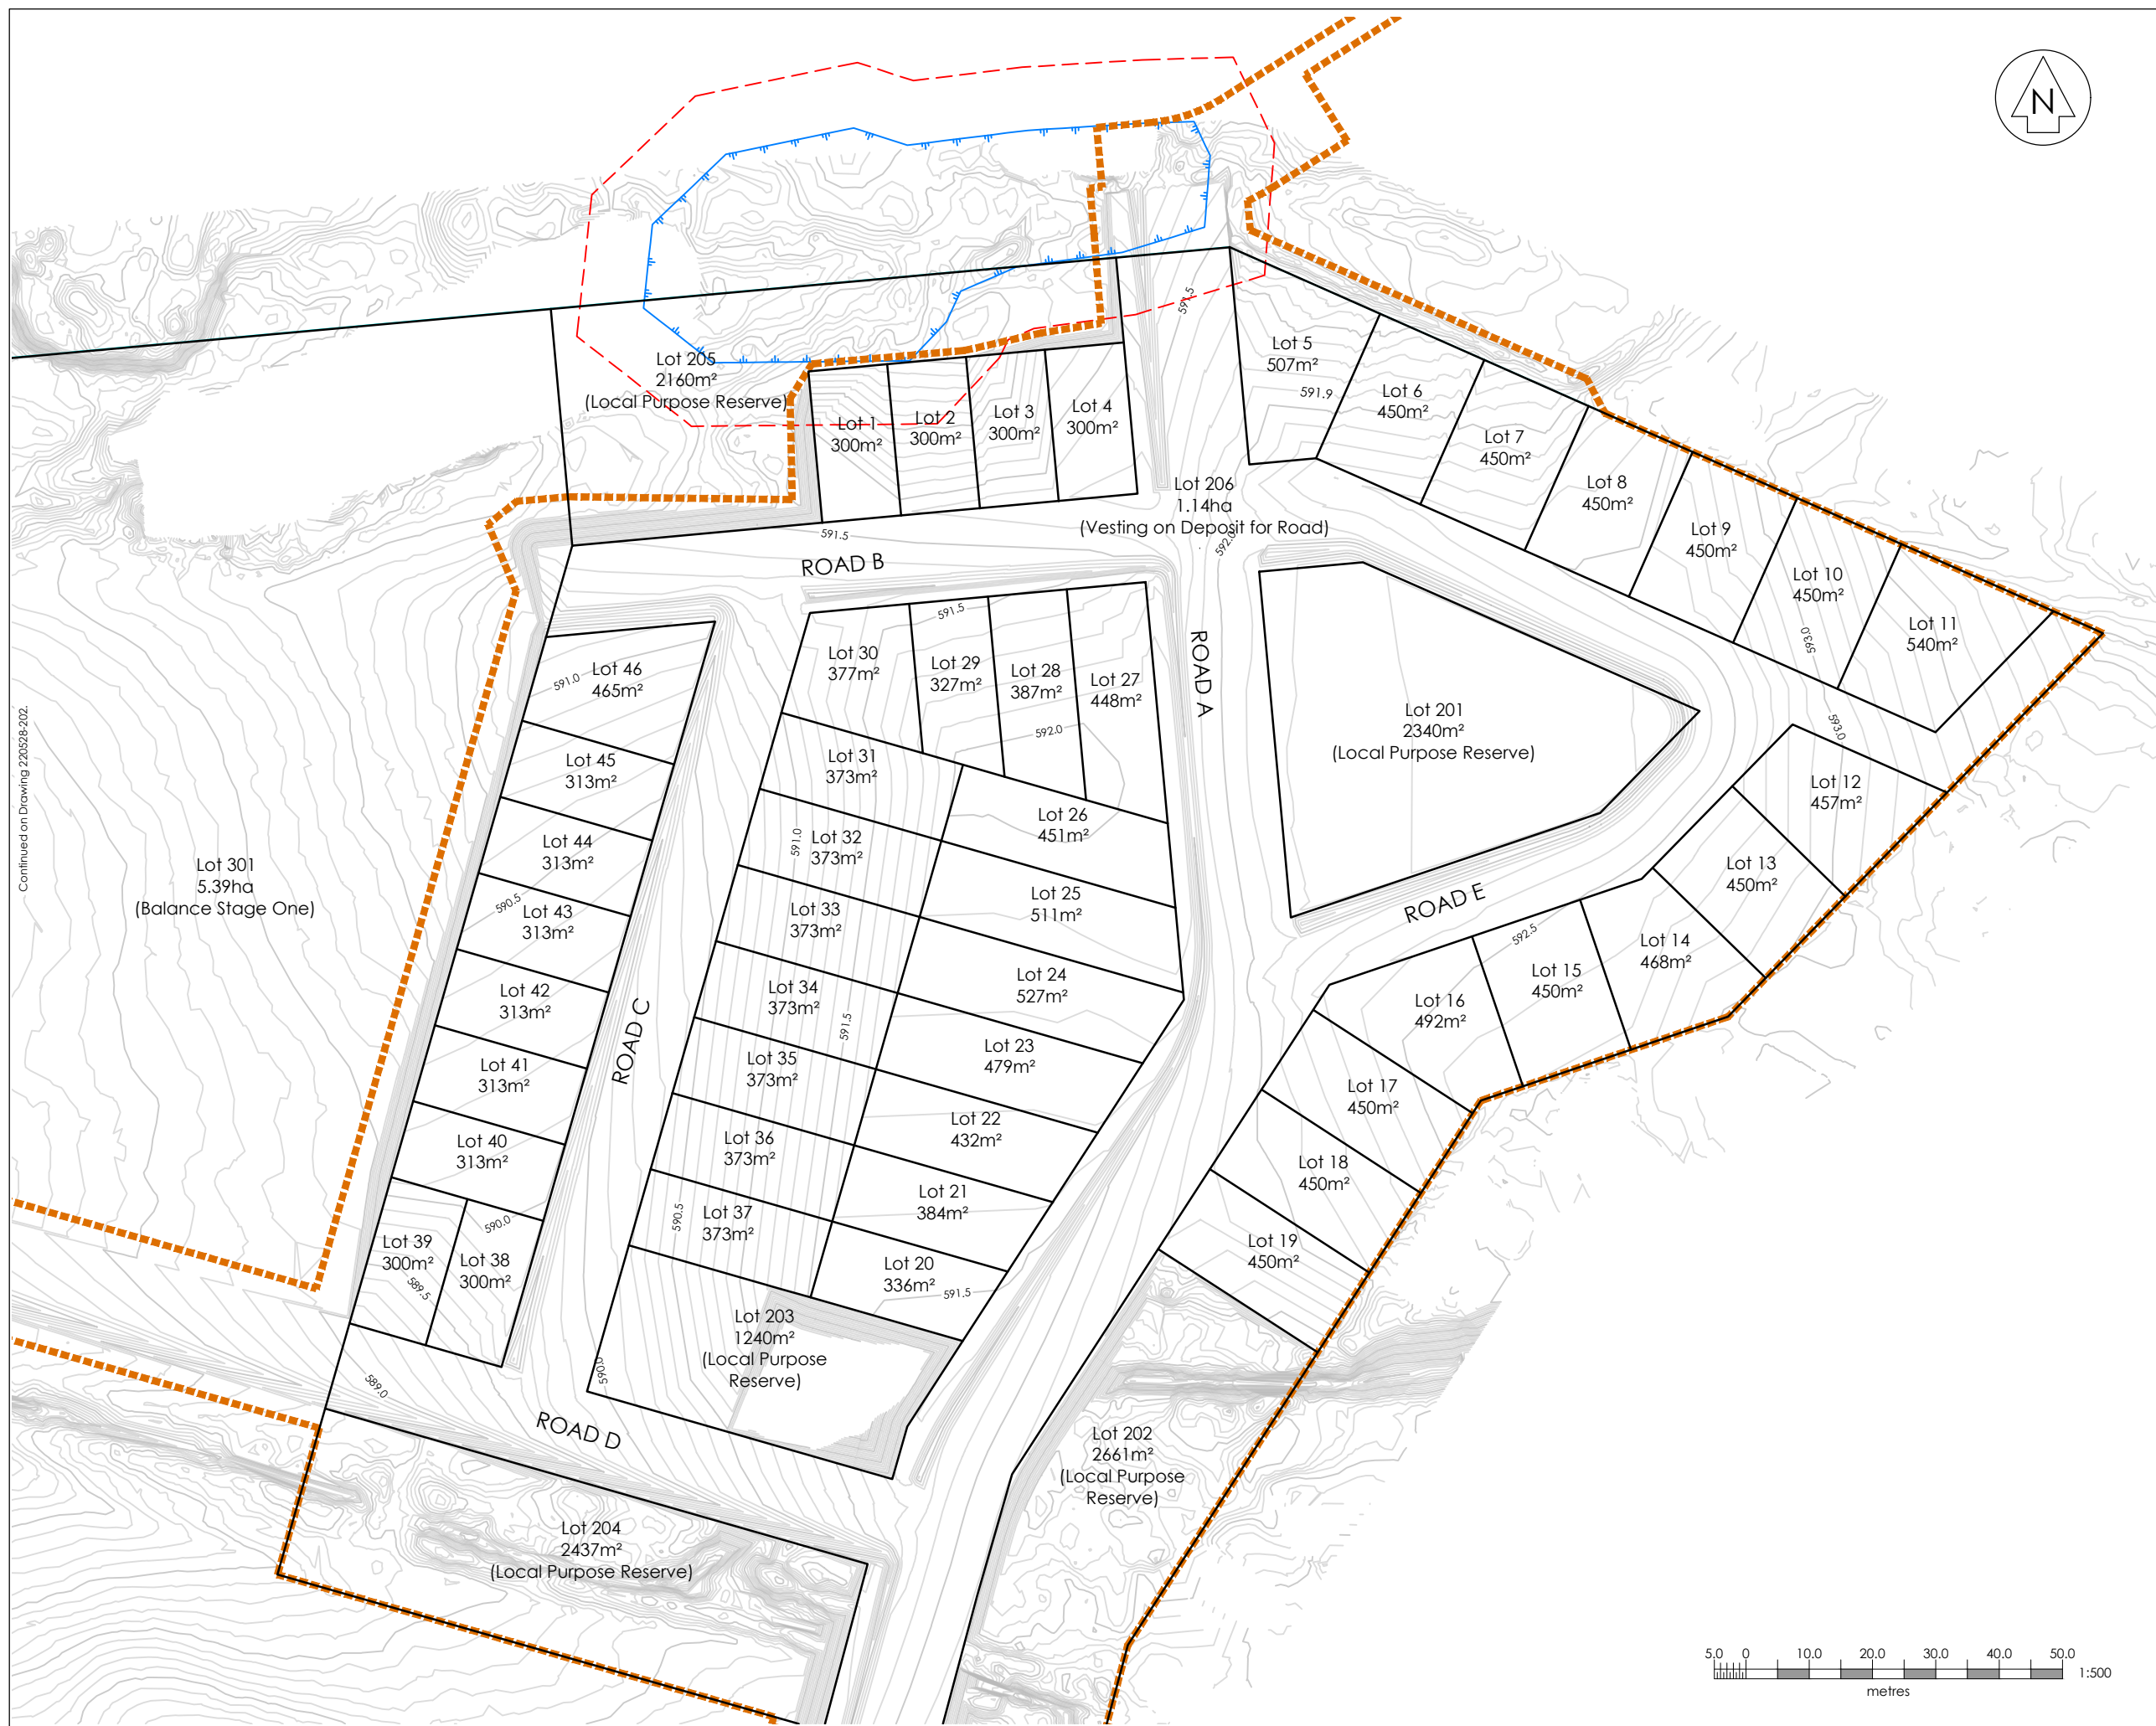 N
591.5
Lot 205
2160m²
(Local Purpose Reserve)
Lot 1
300m²
Lot 2
300m²
Lot 3
300m²
Lot 4
300m²
Lot 5
507m²
591.9
Lot 6
450m²
Lot 7
450m²
Lot 8
450m²
Lot 9
450m²
Lot 10
450m²
Lot 11
540m²
593.0
593.0
Lot 206
1.14ha
(Vesting on Deposit for Road)
592.0
591.5
ROAD B
ROAD A
Lot 46
465m²
591.0
Lot 30
377m²
Lot 29
327m²
591.5
Lot 28
387m²
Lot 27
448m²
592.0
Lot 201
2340m²
(Local Purpose Reserve)
Lot 45
313m²
Lot 31
373m²
Lot 26
451m²
Lot 12
457m²
Continued on Drawing 220528-202.
Lot 301
5.39ha
(Balance Stage One)
Lot 44
313m²
591.0
Lot 32
373m²
Lot 25
511m²
Lot 13
450m²
590.5
Lot 43
313m²
Lot 33
373m²
ROAD E
592.5
Lot 14
468m²
Lot 42
313m²
Lot 34
373m²
591.5
Lot 24
527m²
Lot 15
450m²
Lot 16
492m²
ROAD C
Lot 41
313m²
Lot 35
373m²
Lot 23
479m²
Lot 17
450m²
Lot 40
313m²
Lot 36
373m²
Lot 22
432m²
Lot 18
450m²
590.0
590.5
Lot 37
373m²
Lot 21
384m²
Lot 39
300m²
589.5
Lot 38
300m²
Lot 20
336m²
591.5
Lot 19
450m²
Lot 203
1240m²
(Local Purpose
Reserve)
590.0
589.0
ROAD D
Lot 202
2661m²
(Local Purpose
Reserve)
Lot 204
2437m²
(Local Purpose Reserve)
5.0 0 10.0 20.0 30.0 40.0 50.0
1:500
metres